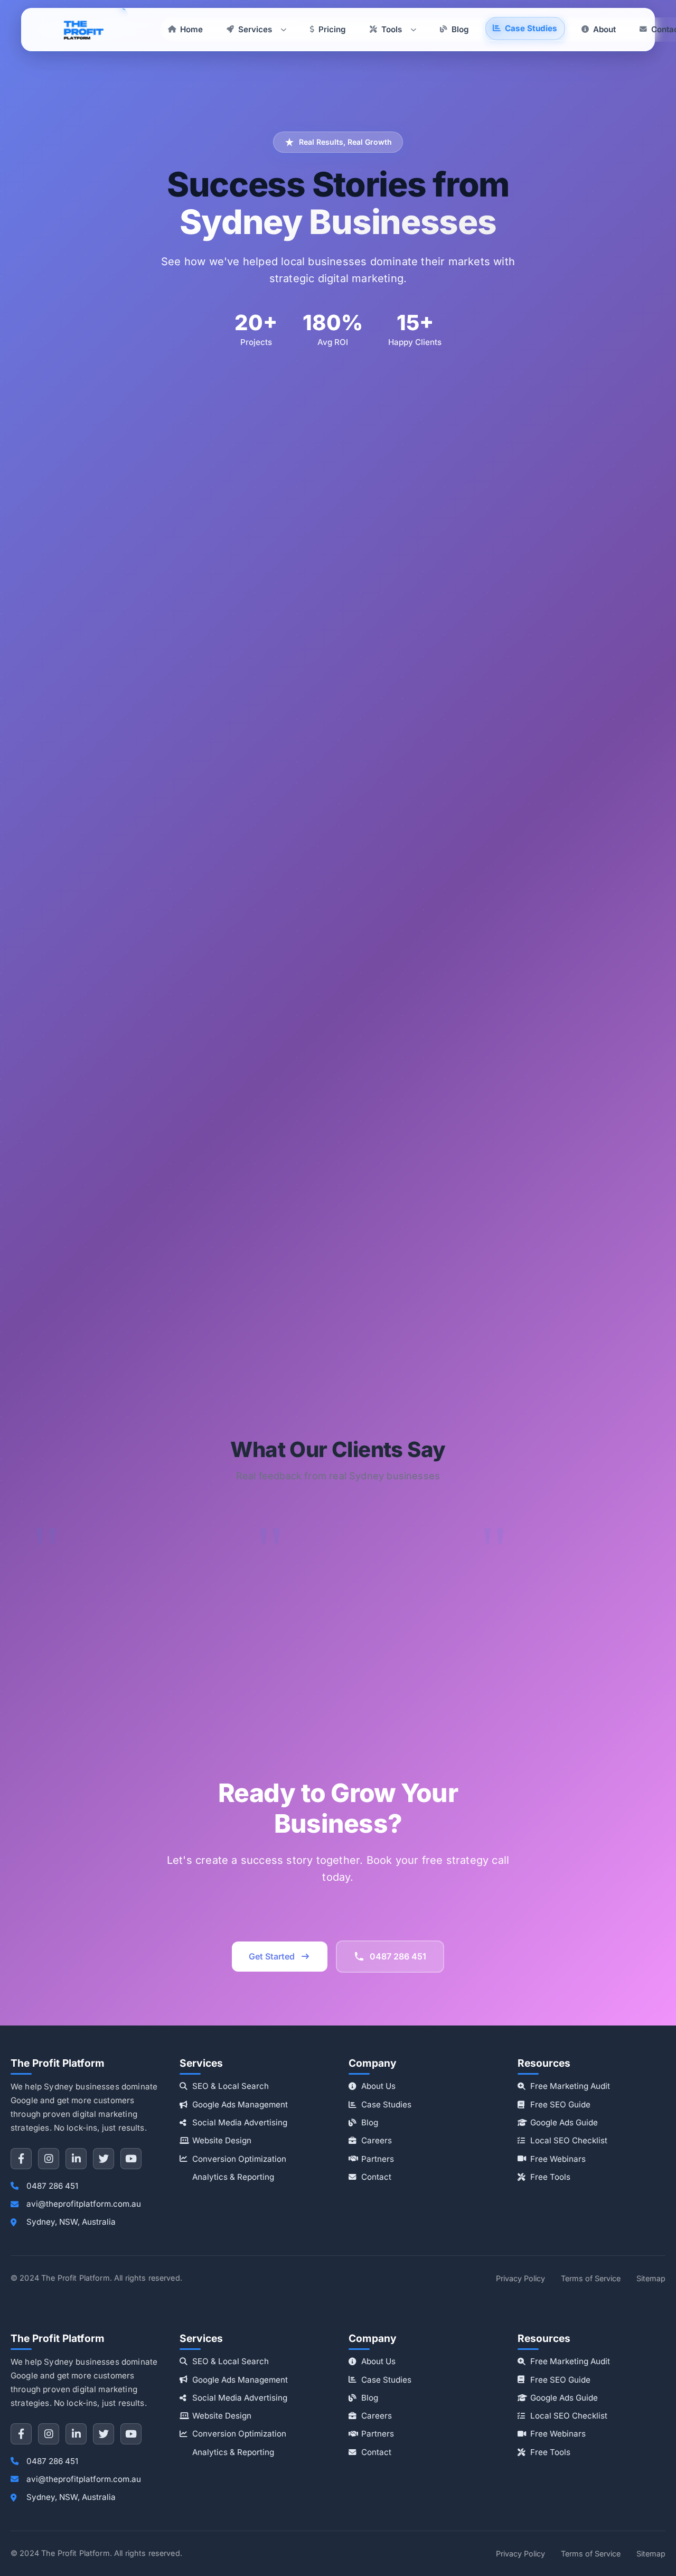 THE
PROFIT
PLATFORM
Home
Services
Pricing
Tools
Blog
Case Studies
About
Contac
Real Results, Real Growth
Success Stories from
Sydney Businesses
See how we've helped local businesses dominate their markets with
strategic digital marketing.
20+
Projects
180%
Avg ROI
15+
Happy Clients
What Our Clients Say
Real feedback from real Sydney businesses
"
"
"
Ready to Grow Your
Business?
Let's create a success story together. Book your free strategy call
today.
Get Started
0487 286 451
The Profit Platform
We help Sydney businesses dominate
Google and get more customers
through proven digital marketing
strategies. No lock-ins, just results.
0487 286 451
avi@theprofitplatform.com.au
Sydney, NSW, Australia
Services
SEO & Local Search
Google Ads Management
Social Media Advertising
Website Design
Conversion Optimization
Analytics & Reporting
Company
About Us
Case Studies
Blog
Careers
Partners
Contact
Resources
Free Marketing Audit
Free SEO Guide
Google Ads Guide
Local SEO Checklist
Free Webinars
Free Tools
© 2024 The Profit Platform. All rights reserved.
Privacy Policy
Terms of Service
Sitemap
The Profit Platform
We help Sydney businesses dominate
Google and get more customers
through proven digital marketing
strategies. No lock-ins, just results.
0487 286 451
avi@theprofitplatform.com.au
Sydney, NSW, Australia
Services
SEO & Local Search
Google Ads Management
Social Media Advertising
Website Design
Conversion Optimization
Analytics & Reporting
Company
About Us
Case Studies
Blog
Careers
Partners
Contact
Resources
Free Marketing Audit
Free SEO Guide
Google Ads Guide
Local SEO Checklist
Free Webinars
Free Tools
© 2024 The Profit Platform. All rights reserved.
Privacy Policy
Terms of Service
Sitemap